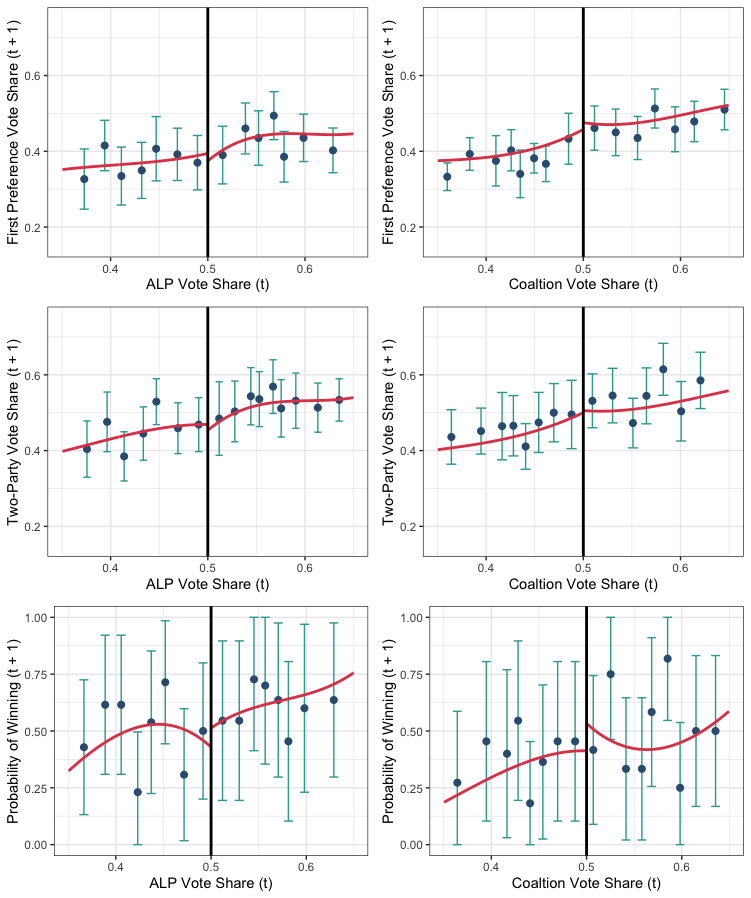 First Preference Vote Share (t + 1)
0.6
0.4
0.2
0.4 0.5 0.6
ALP Vote Share (t)
First Preference Vote Share (t + 1)
0.6
0.4
0.2
0.4 0.5 0.6
Coaltion Vote Share (t)
Two-Party Vote Share (t + 1)
0.6
0.4
0.2
0.4 0.5 0.6
ALP Vote Share (t)
Two-Party Vote Share (t + 1)
0.6
0.4
0.2
0.4 0.5 0.6
Coaltion Vote Share (t)
Probability of Winning (t + 1)
1.00
0.75
0.50
0.25
0.00
0.4 0.5 0.6
ALP Vote Share (t)
Probability of Winning (t + 1)
1.00
0.75
0.50
0.25
0.00
0.4 0.5 0.6
Coaltion Vote Share (t)